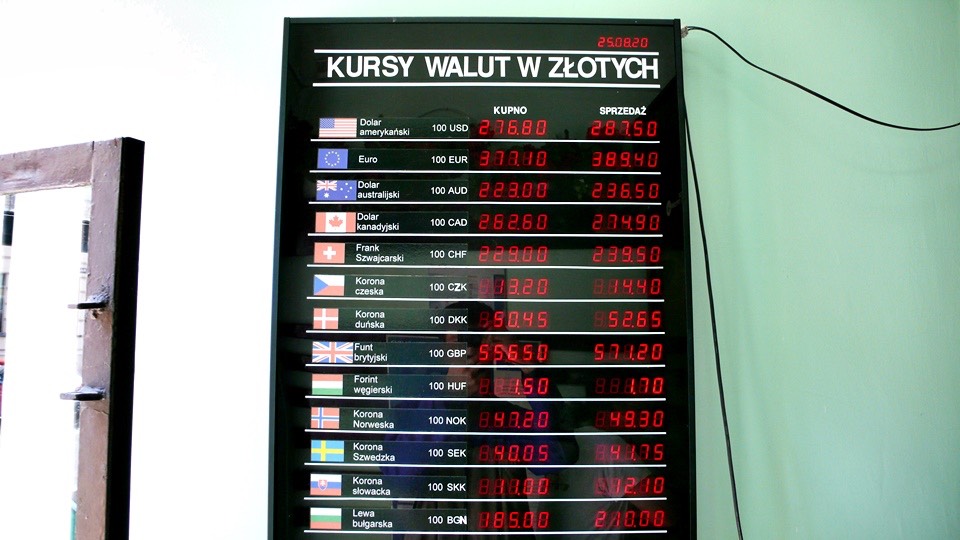 25.08.20
KURSY WALUT W ZŁOTYCH
KUPNO SPRZEDAŻ
Dolar amerykański 100 USD 276.80 287.50
Euro 100 EUR 377.10 389.40
Dolar australijski 100 AUD 223.00 236.50
Dolar kanadyjski 100 CAD 262.60 274.90
Frank Szwajcarski 100 CHF 229.00 239.50
Korona czeska 100 CZK 13.20 14.40
Korona duńska 100 DKK 50.45 52.65
Funt brytyjski 100 GBP 556.50 571.20
Forint węgierski 100 HUF 1.50 1.70
Korona Norweska 100 NOK 47.20 49.30
Korona Szwedzka 100 SEK 40.05 41.75
Korona słowacka 100 SKK 11.00 12.10
Lewa bułgarska 100 BGN 185.00 210.00